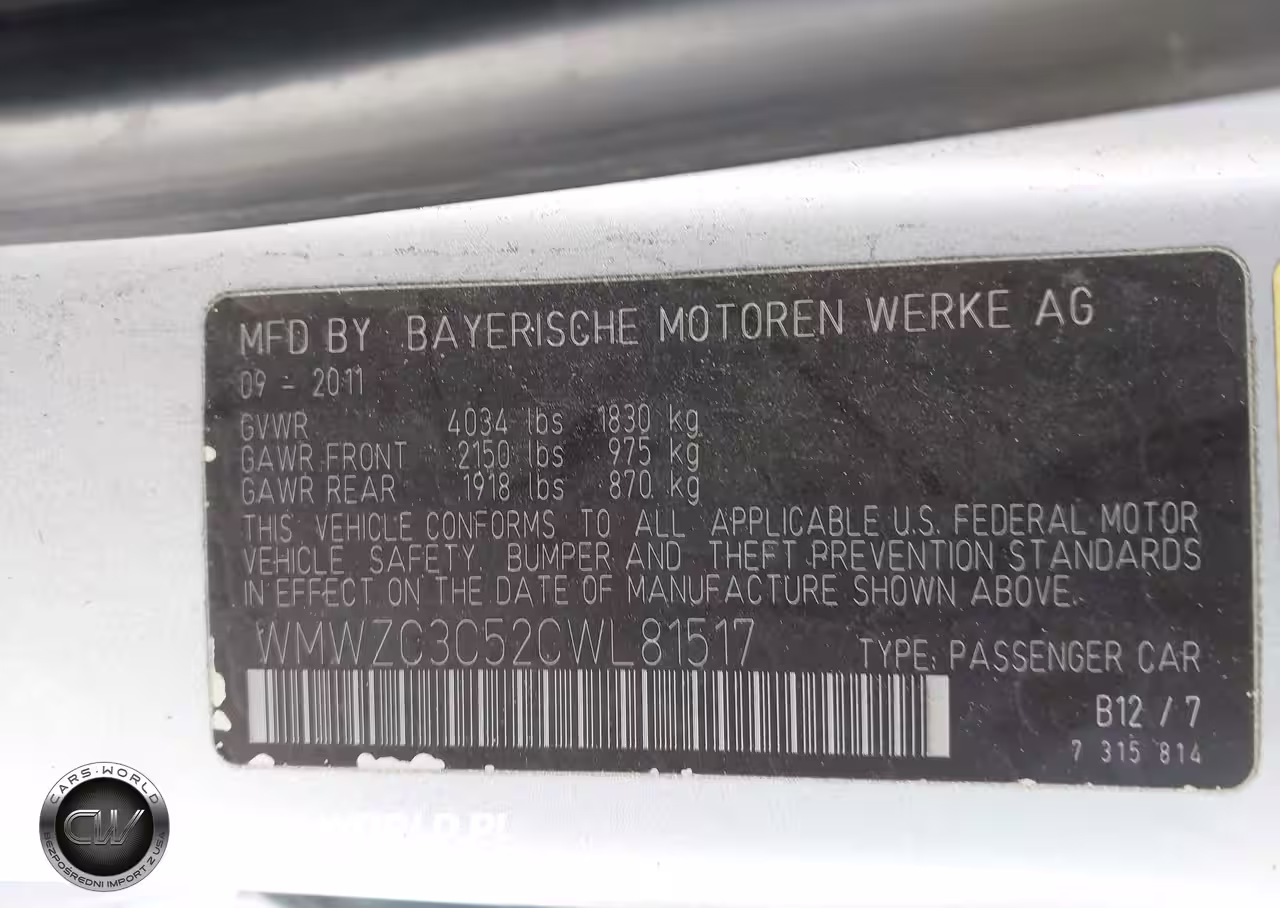 MFD BY BAYERISCHE MOTOREN WERKE AG
09 - 2011
GVWR 4034 lbs 1830 kg
GAWR FRONT 2150 lbs 975 kg
GAWR REAR 1918 lbs 870 kg
THIS VEHICLE CONFORMS TO ALL APPLICABLE U.S. FEDERAL MOTOR
VEHICLE SAFETY, BUMPER AND THEFT PREVENTION STANDARDS
IN EFFECT ON THE DATE OF MANUFACTURE SHOWN ABOVE.
WMWZC3C52CWL81517 TYPE: PASSENGER CAR
B12 / 7
7 315 814
CARS-WORLD
CW
BEZPOŚREDNI IMPORT Z USA
WORLD.PL